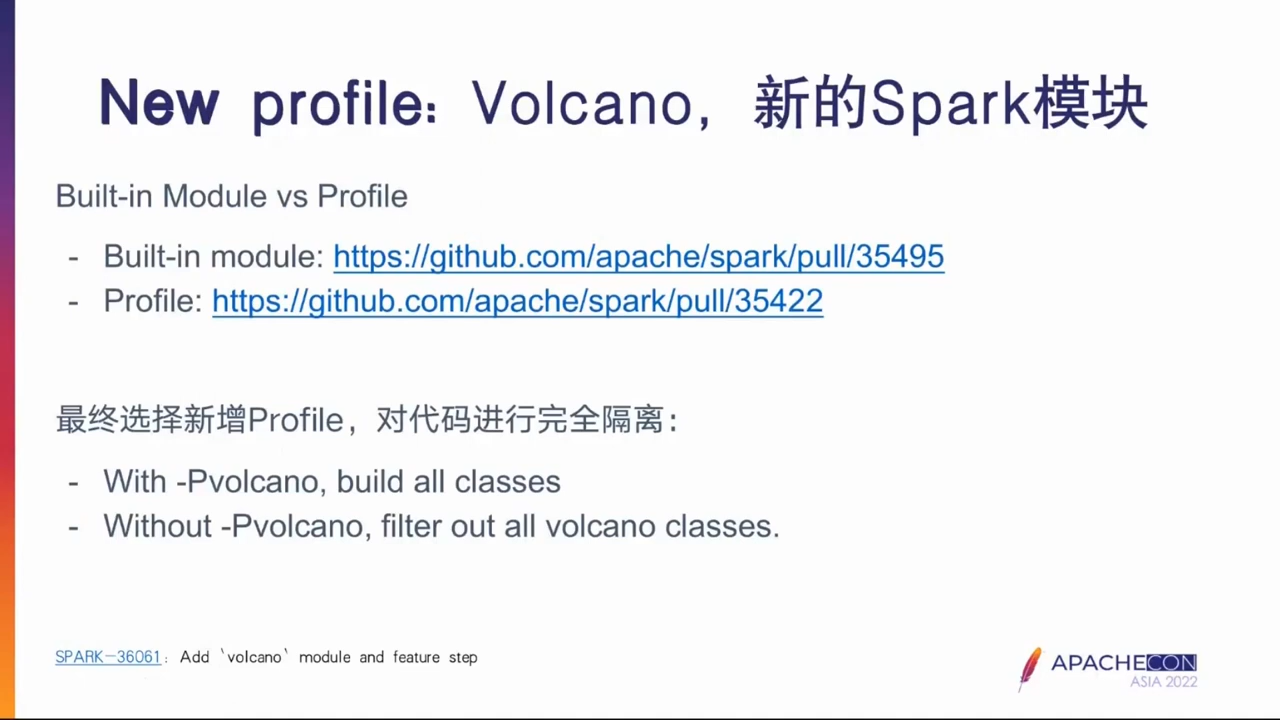 New profile: Volcano, 新的Spark模块
Built-in Module vs Profile
- Built-in module: https://github.com/apache/spark/pull/35495
- Profile: https://github.com/apache/spark/pull/35422
最终选择新增Profile，对代码进行完全隔离：
- With -Pvolcano, build all classes
- Without -Pvolcano, filter out all volcano classes.
SPARK-36061: Add `volcano` module and feature step
APACHECON
ASIA 2022